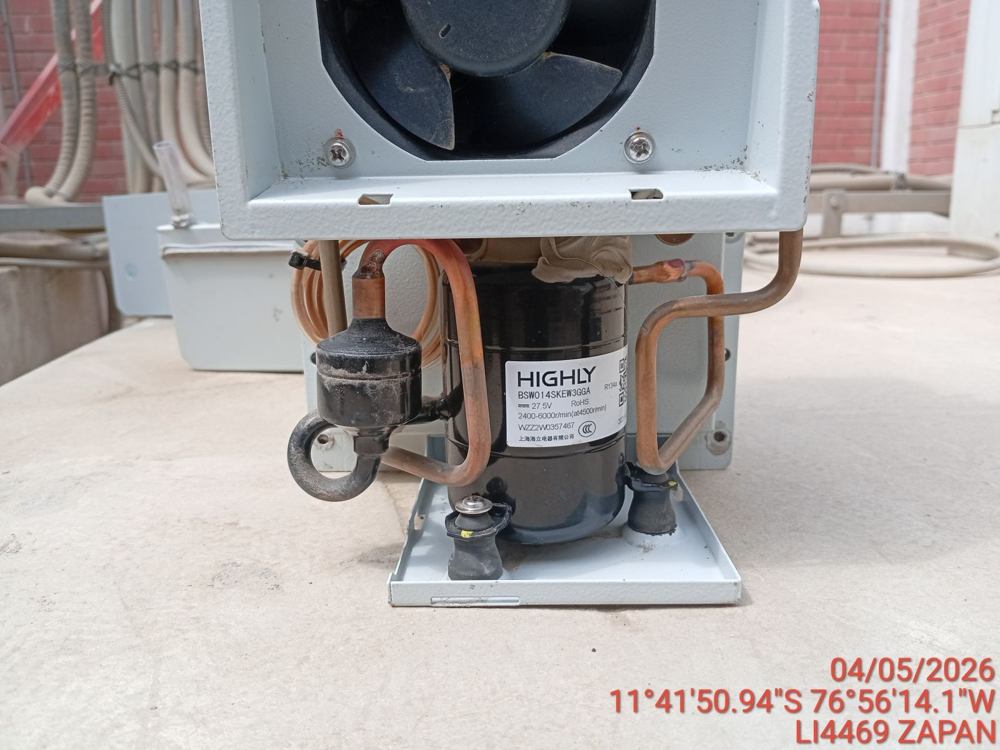 HIGHLY
BSW014SKEW3GGA
R134a
27.5V RoHS
2400-6000r/min(at4500r/min)
WZZ2W0357467
上海海立电器有限公司
04/05/2026
11°41'50.94"S 76°56'14.1"W
LI4469 ZAPAN